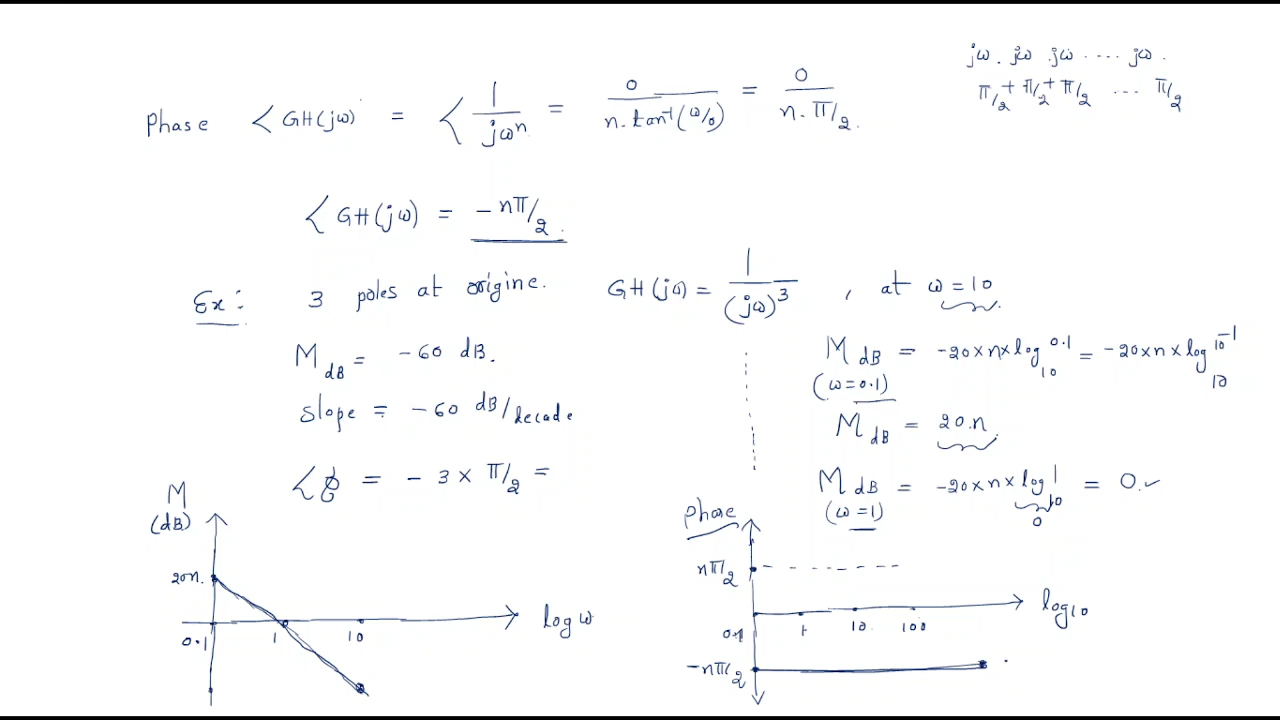 jω . jω . jω ---- jω .
π/2 + π/2 + π/2 --- π/2
Phase ∠GH(jω) = ∠ 1/jωⁿ = 0/n.tan⁻¹(ω/0) = 0/n.π/2.
∠GH(jω) = -nπ/2.
Ex: 3 poles at origine. GH(jω) = 1/(jω)³ , at ω=10.
M dB = -60 dB.
slope = -60 dB/decade
∠ϕ = - 3 × π/2 =
M dB (ω=0.1) = -20×n×log₁₀ 0.1 = -20×n×log₁₀ 10⁻¹
M dB = 20.n.
M dB (ω=1) = -20×n×log₁₀ 1 = 0.✓
0
M (dB)
20n.
0.1 1 10 log ω
phase
nπ/2
0.1 1 10. 100 log10
-nπ/2